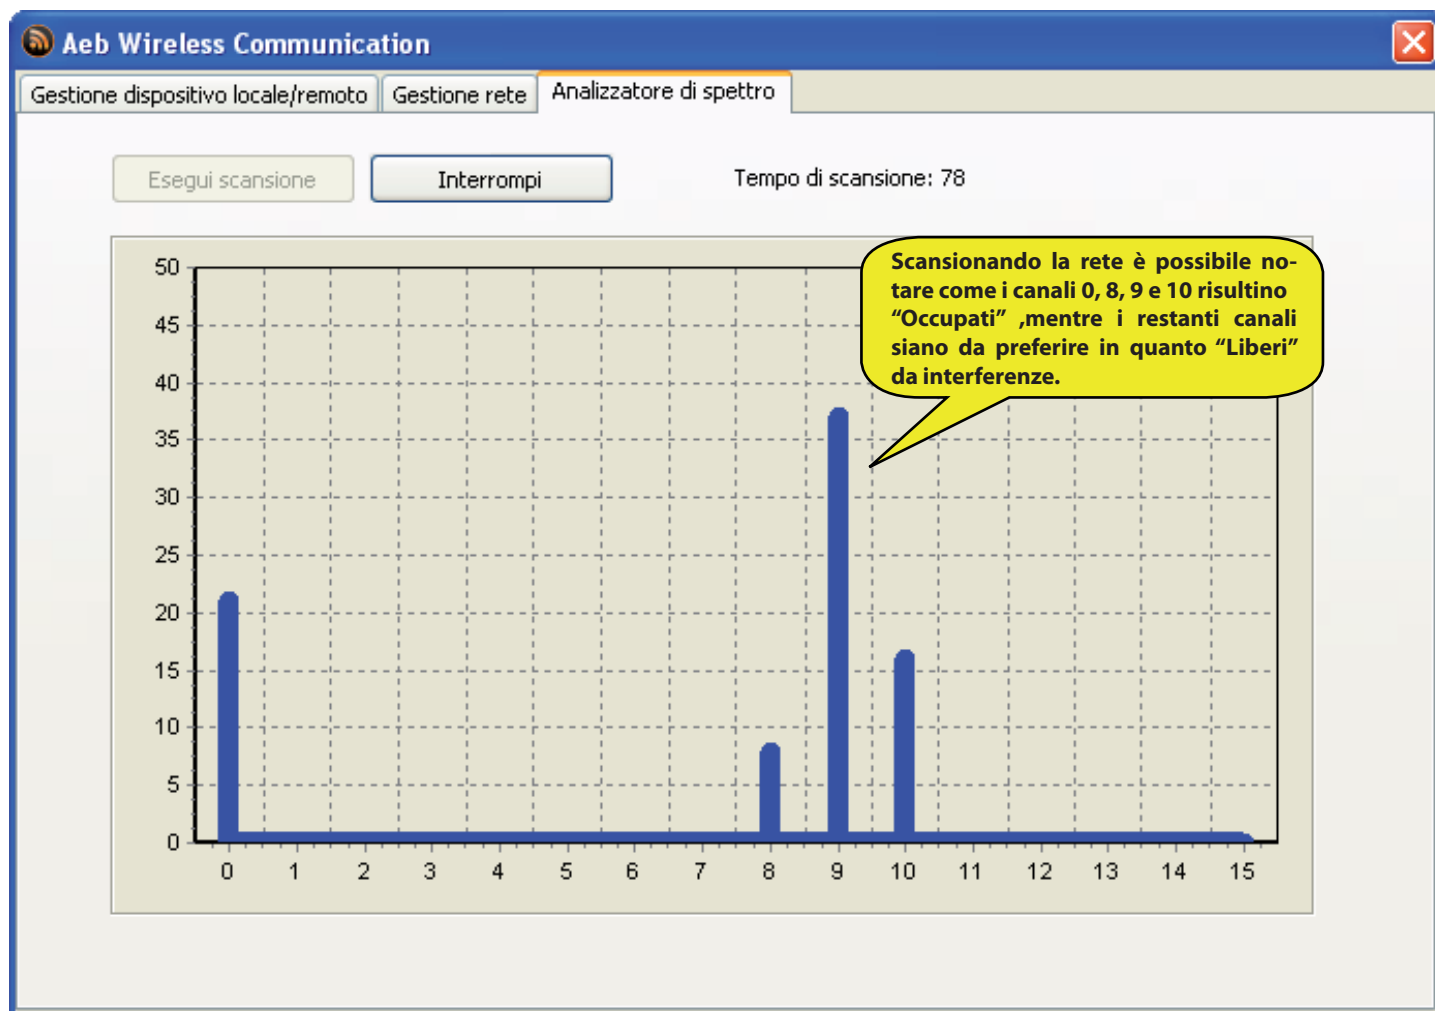 Aeb Wireless Communication
Gestione dispositivo locale/remoto Gestione rete Analizzatore di spettro
Esegui scansione Interrompi Tempo di scansione: 78
Scansionando la rete è possibile no-
tare come i canali 0, 8, 9 e 10 risultino
“Occupati” ,mentre i restanti canali
siano da preferire in quanto “Liberi”
da interferenze.
50
45
40
35
30
25
20
15
10
5
0
0 1 2 3 4 5 6 7 8 9 10 11 12 13 14 15